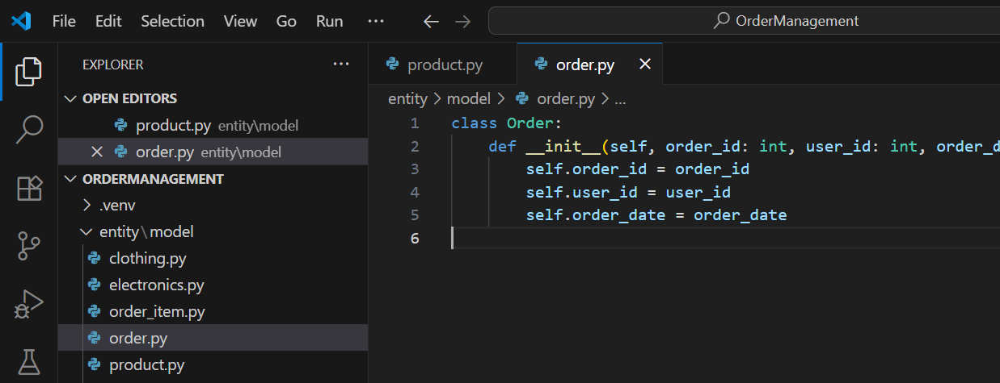 File Edit Selection View Go Run ··· ← → OrderManagement
EXPLORER ···
OPEN EDITORS
product.py entity\model
order.py entity\model
ORDERMANAGEMENT
.venv
entity\model
clothing.py
electronics.py
order_item.py
order.py
product.py
product.py order.py
entity > model > order.py > ...
1 class Order:
2 def __init__(self, order_id: int, user_id: int, order_d
3 self.order_id = order_id
4 self.user_id = user_id
5 self.order_date = order_date
6